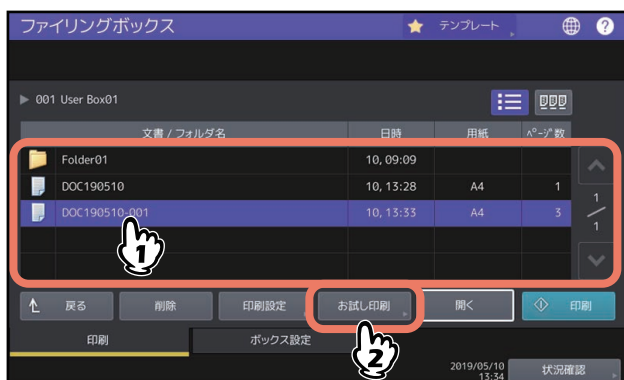 ファイリングボックス テンプレート ?
001 User Box01
文書 / フォルダ名 日時 用紙 ページ数
Folder01 10, 09:09
DOC190510 10, 13:28 A4 1
DOC190510-001 10, 13:33 A4 3
1
1
1
戻る 削除 印刷設定 お試し印刷 開く 印刷
2
印刷 ボックス設定
2019/05/10
13:34 状況確認